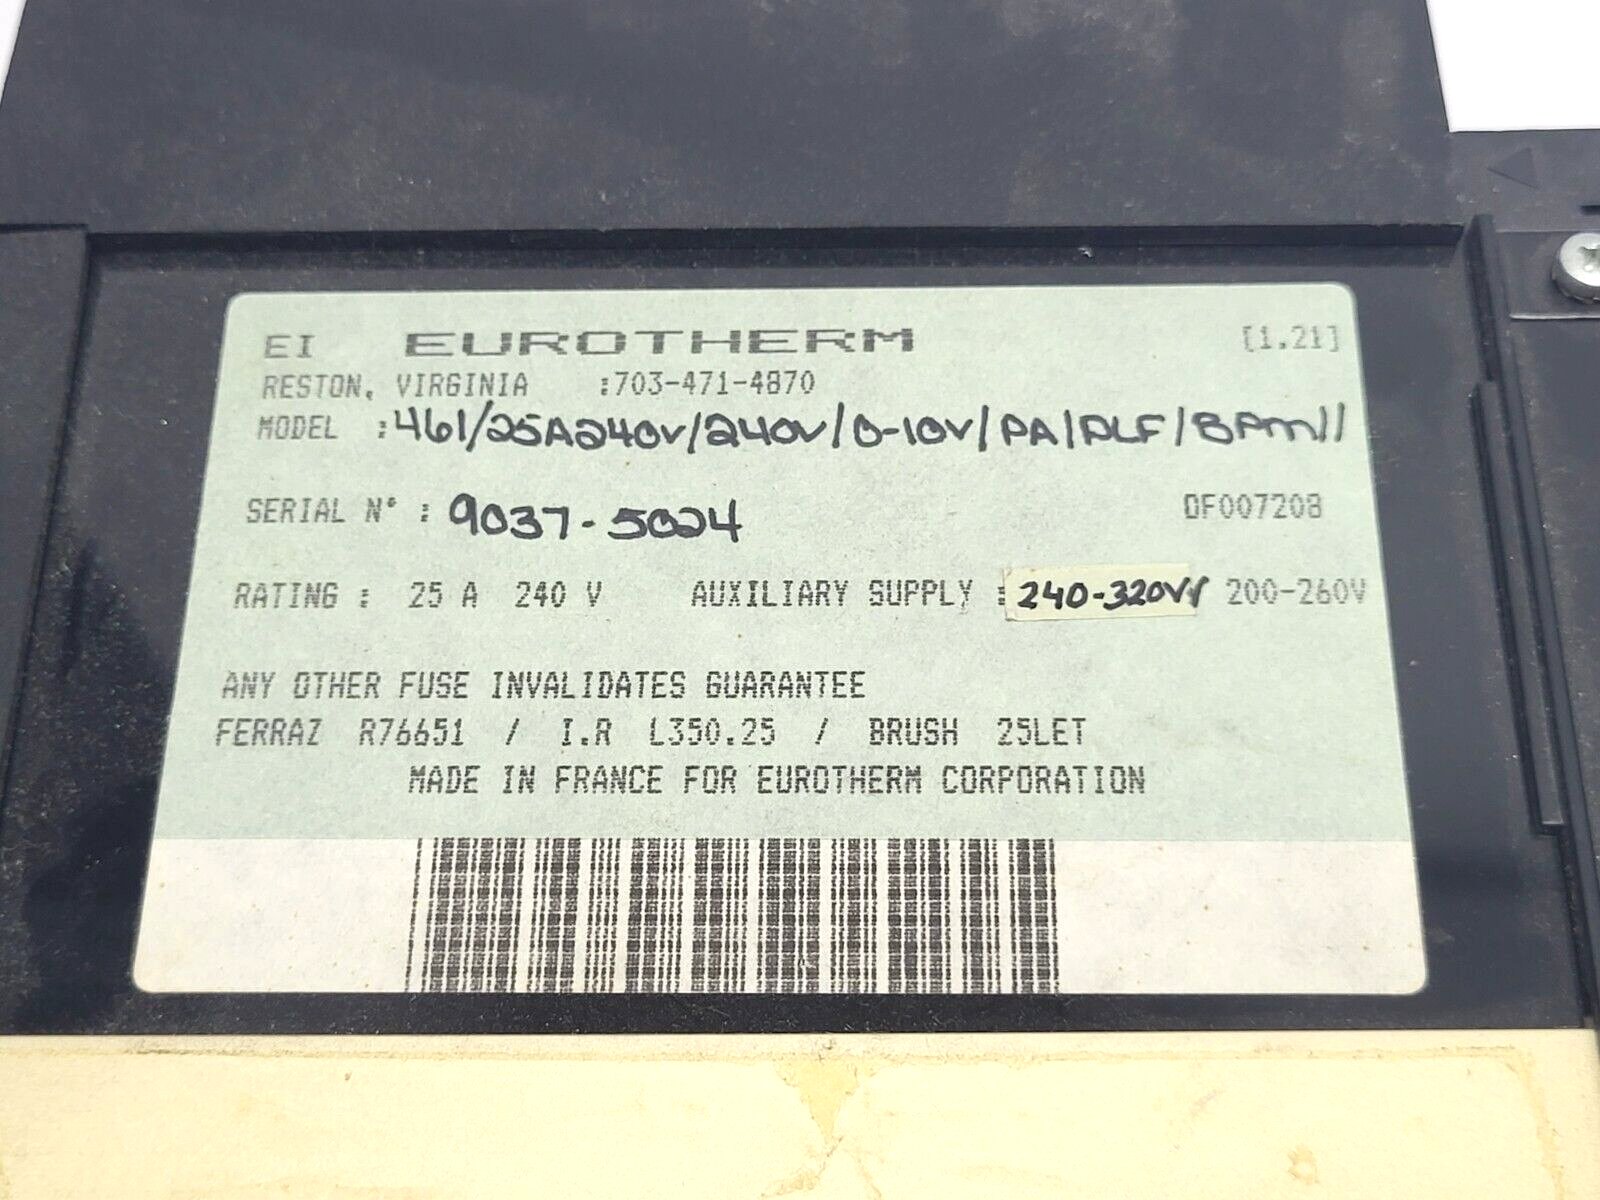 EI EUROTHERM [1.21]
RESTON, VIRGINIA :703-471-4870
MODEL :461/25A240V/240V/0-10V/PA/PLF/BPM//
SERIAL N° : 9037-5024 DF007208
RATING : 25 A 240 V AUXILIARY SUPPLY : 240-320V/ 200-260V
ANY OTHER FUSE INVALIDATES GUARANTEE
FERRAZ R76651 / I.R L350.25 / BRUSH 25LET
MADE IN FRANCE FOR EUROTHERM CORPORATION